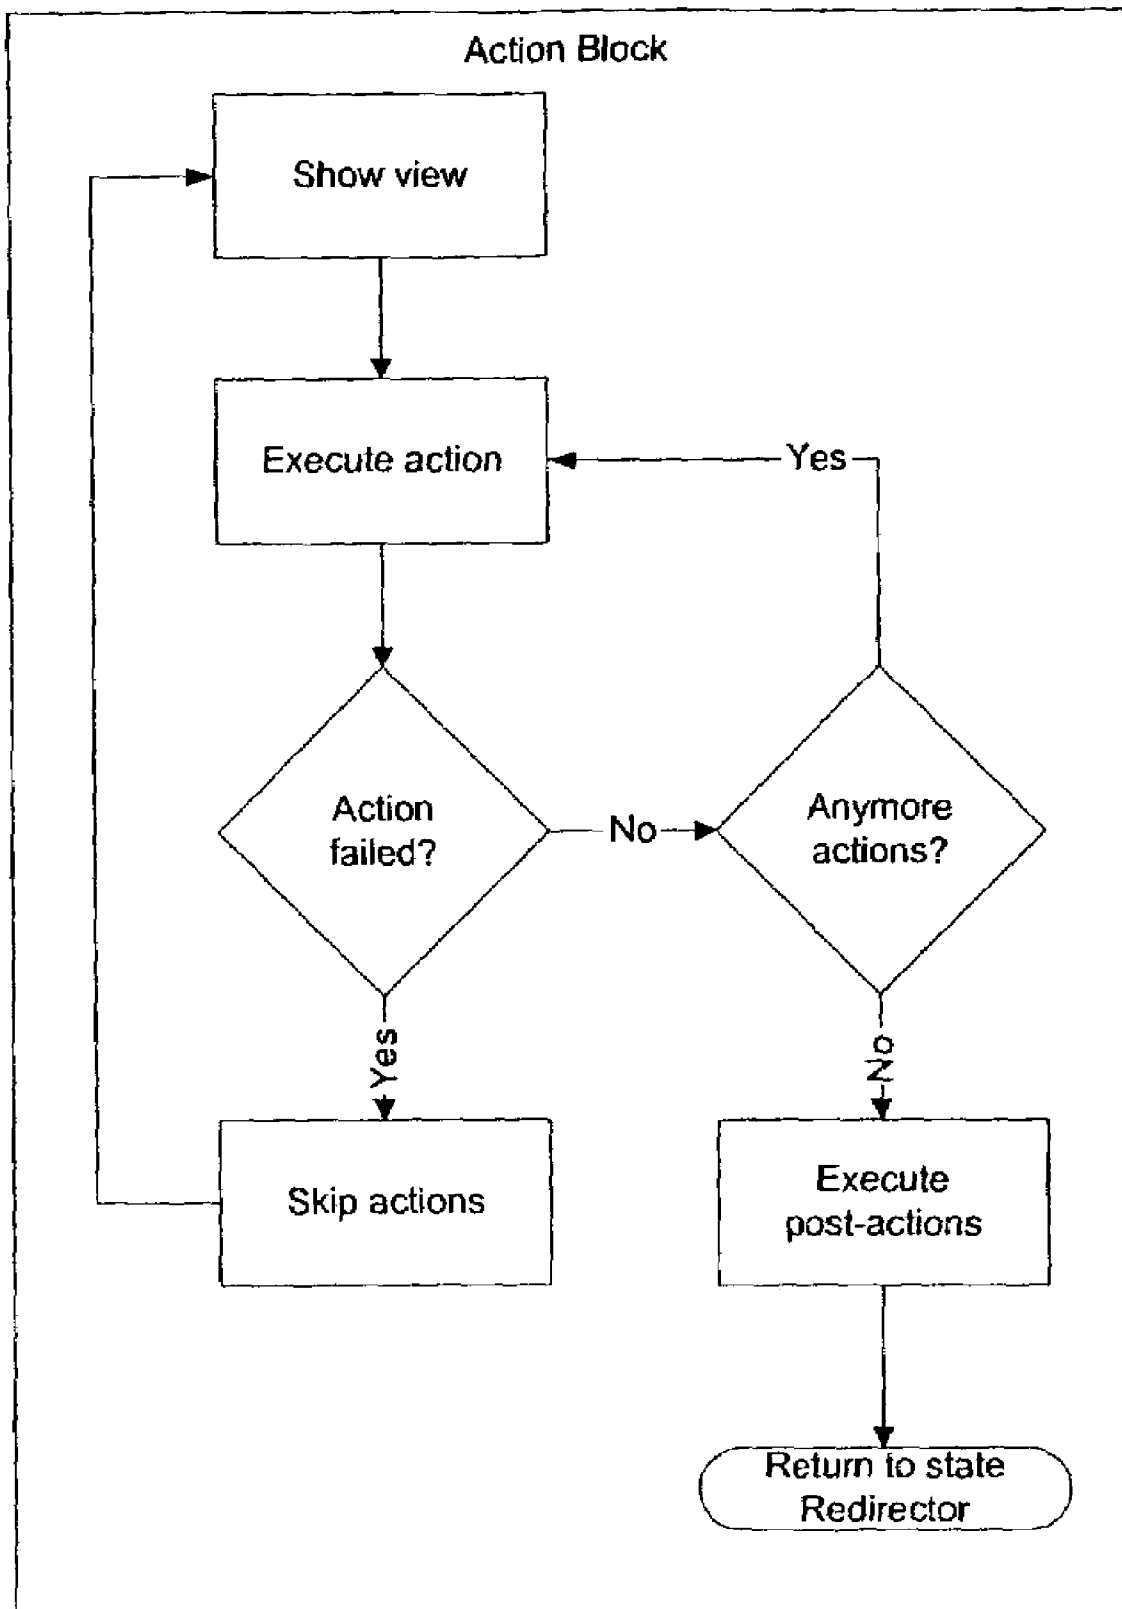 Action Block
Show view
Execute action
Yes
Action
failed?
No
Anymore
actions?
Yes
No
Skip actions
Execute
post-actions
Return to state
Redirector